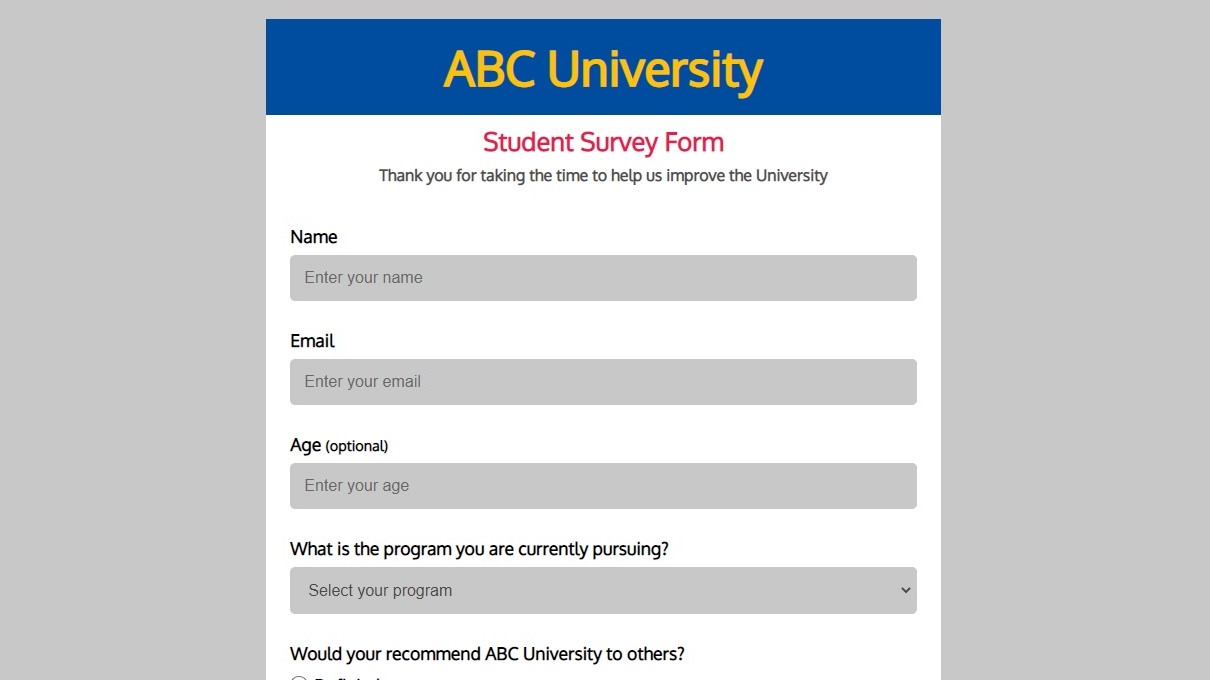 ABC University
Student Survey Form
Thank you for taking the time to help us improve the University
Name
Enter your name
Email
Enter your email
Age (optional)
Enter your age
What is the program you are currently pursuing?
Select your program
Would your recommend ABC University to others?